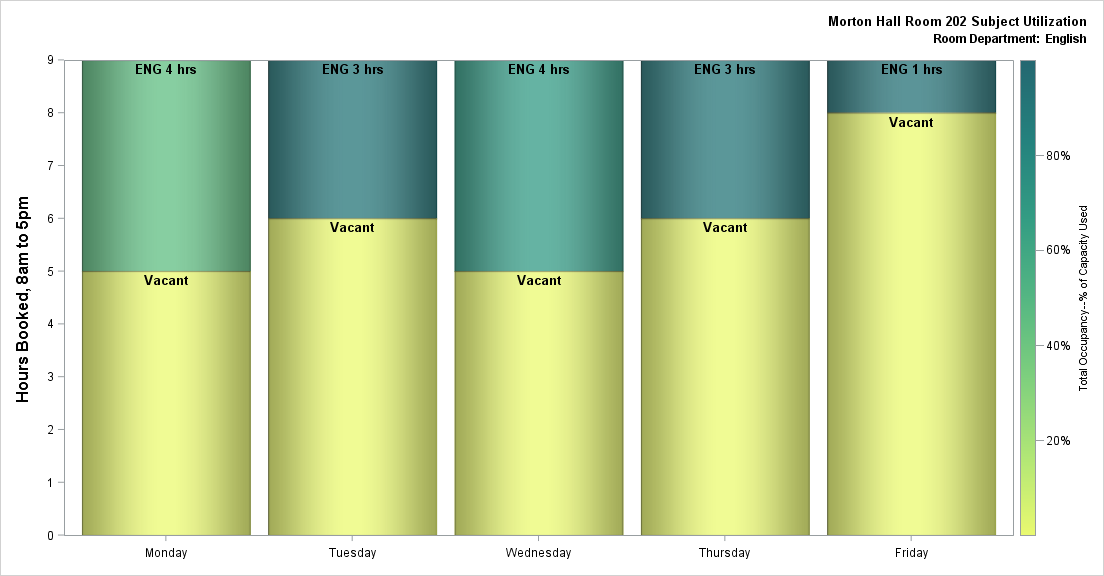 Morton Hall Room 202 Subject Utilization
Room Department: English
Hours Booked, 8am to 5pm
9
8
7
6
5
4
3
2
1
0
ENG 4 hrs
Vacant
ENG 3 hrs
Vacant
ENG 4 hrs
Vacant
ENG 3 hrs
Vacant
ENG 1 hrs
Vacant
Monday
Tuesday
Wednesday
Thursday
Friday
80%
60%
40%
20%
Total Occupancy--% of Capacity Used